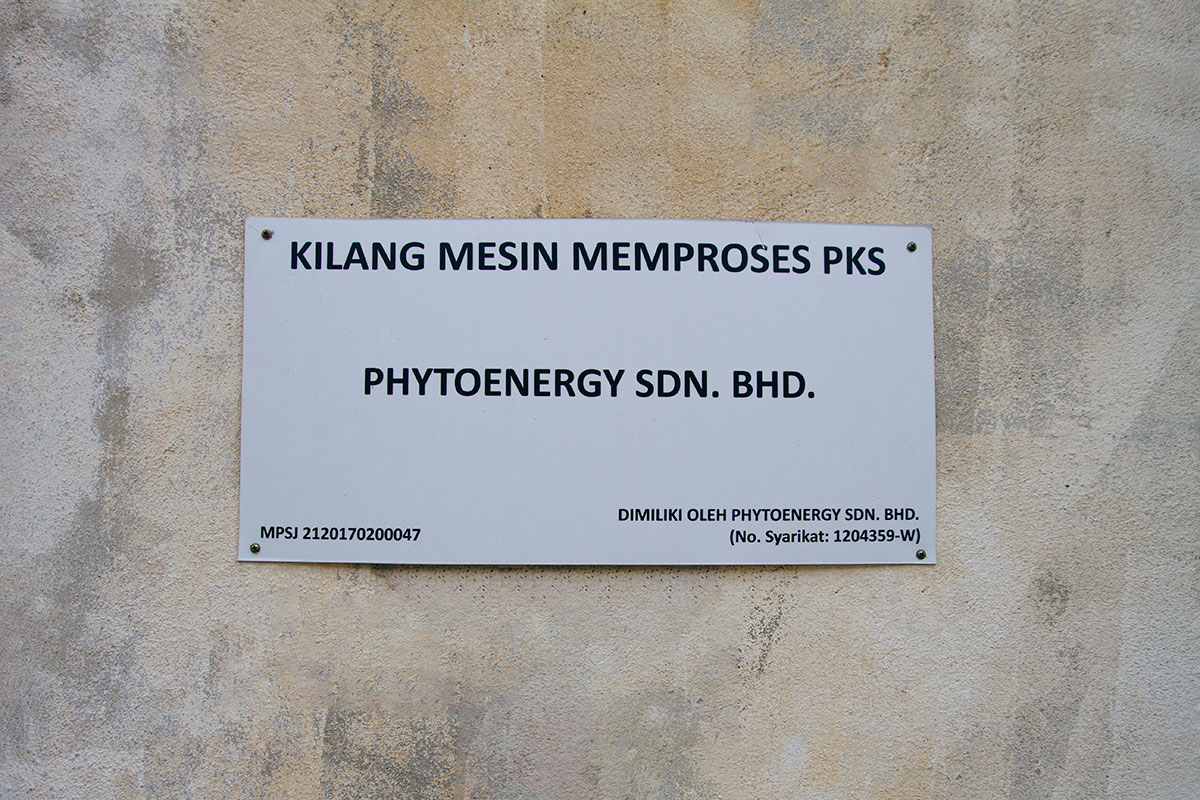 KILANG MESIN MEMPROSES PKS
PHYTOENERGY SDN. BHD.
MPSJ 2120170200047
DIMILIKI OLEH PHYTOENERGY SDN. BHD.
(No. Syarikat: 1204359-W)